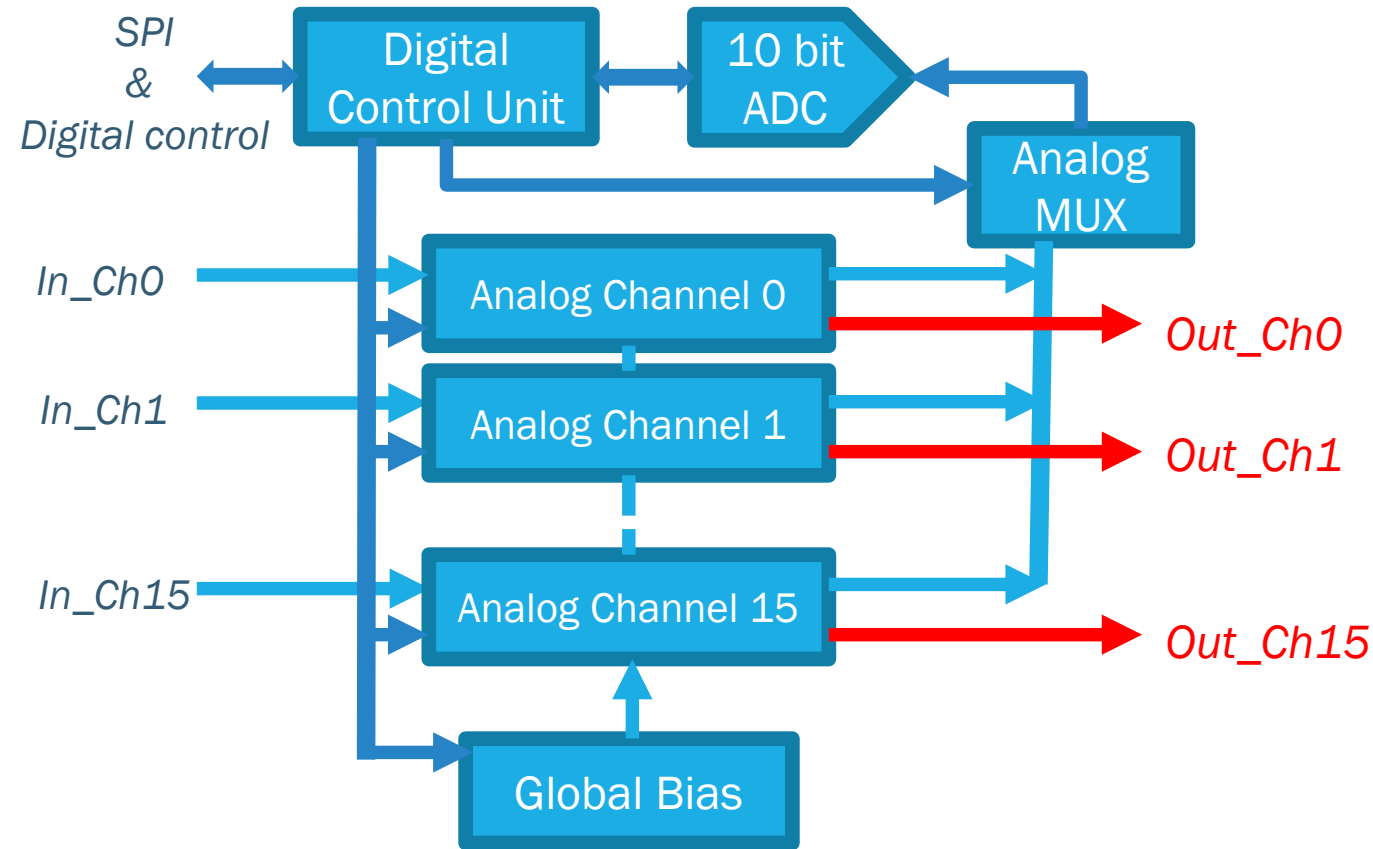 SPI
&
Digital control
Digital
Control Unit
10 bit
ADC
Analog
MUX
In_Ch0
Analog Channel 0
Out_Ch0
In_Ch1
Analog Channel 1
Out_Ch1
In_Ch15
Analog Channel 15
Out_Ch15
Global Bias